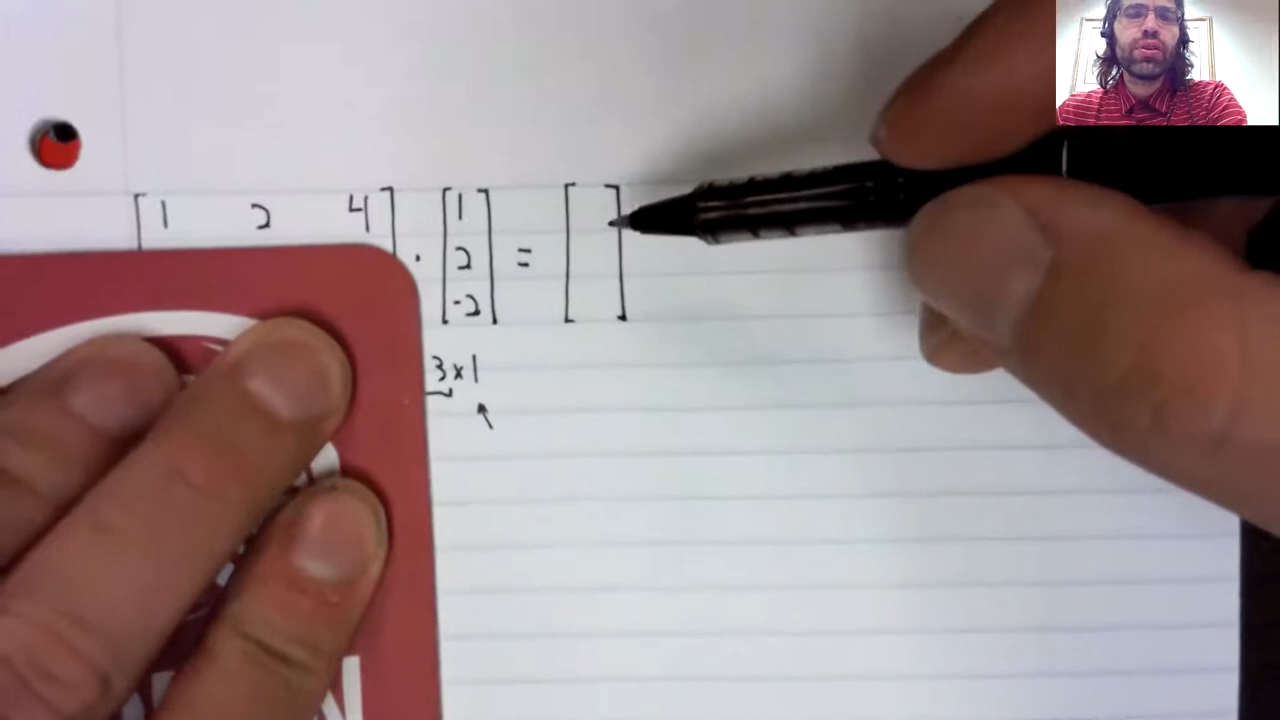 [1 2 4] · [1 2 -2] = [ ]
3x1